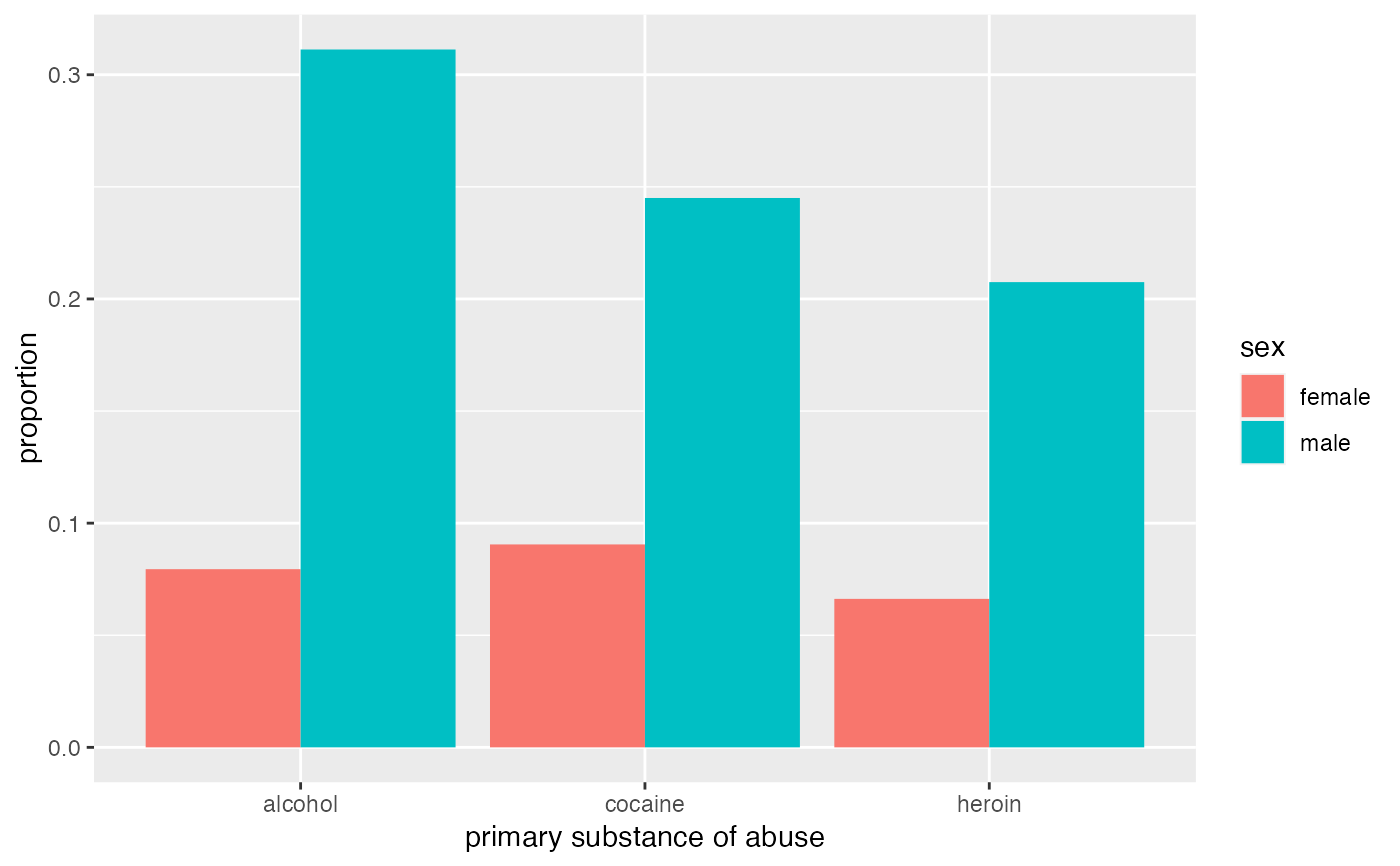 0.3
0.2
0.1
0.0
proportion
alcohol
cocaine
heroin
primary substance of abuse
sex
female
male